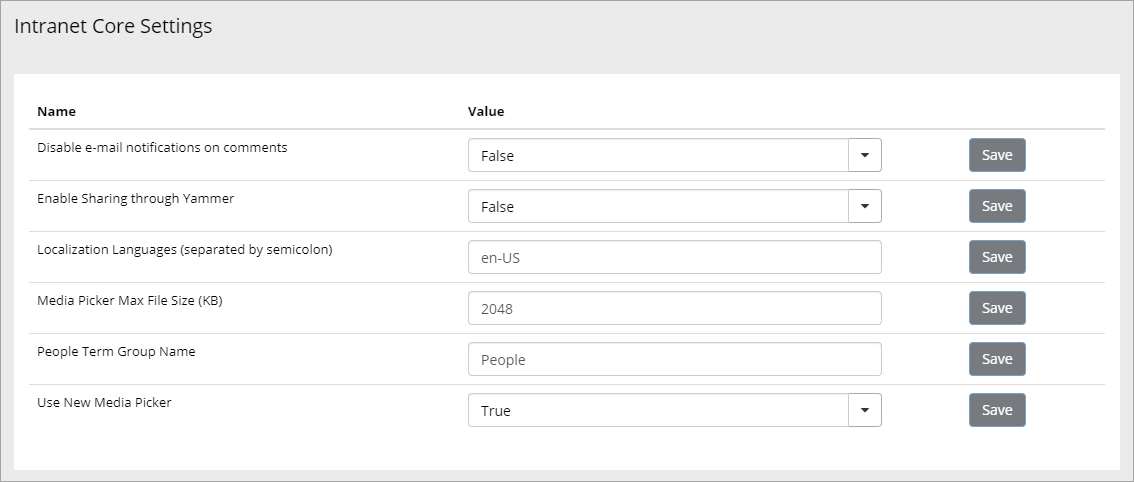 Intranet Core Settings
Name Value
Disable e-mail notifications on comments False Save
Enable Sharing through Yammer False Save
Localization Languages (separated by semicolon) en-US Save
Media Picker Max File Size (KB) 2048 Save
People Term Group Name People Save
Use New Media Picker True Save